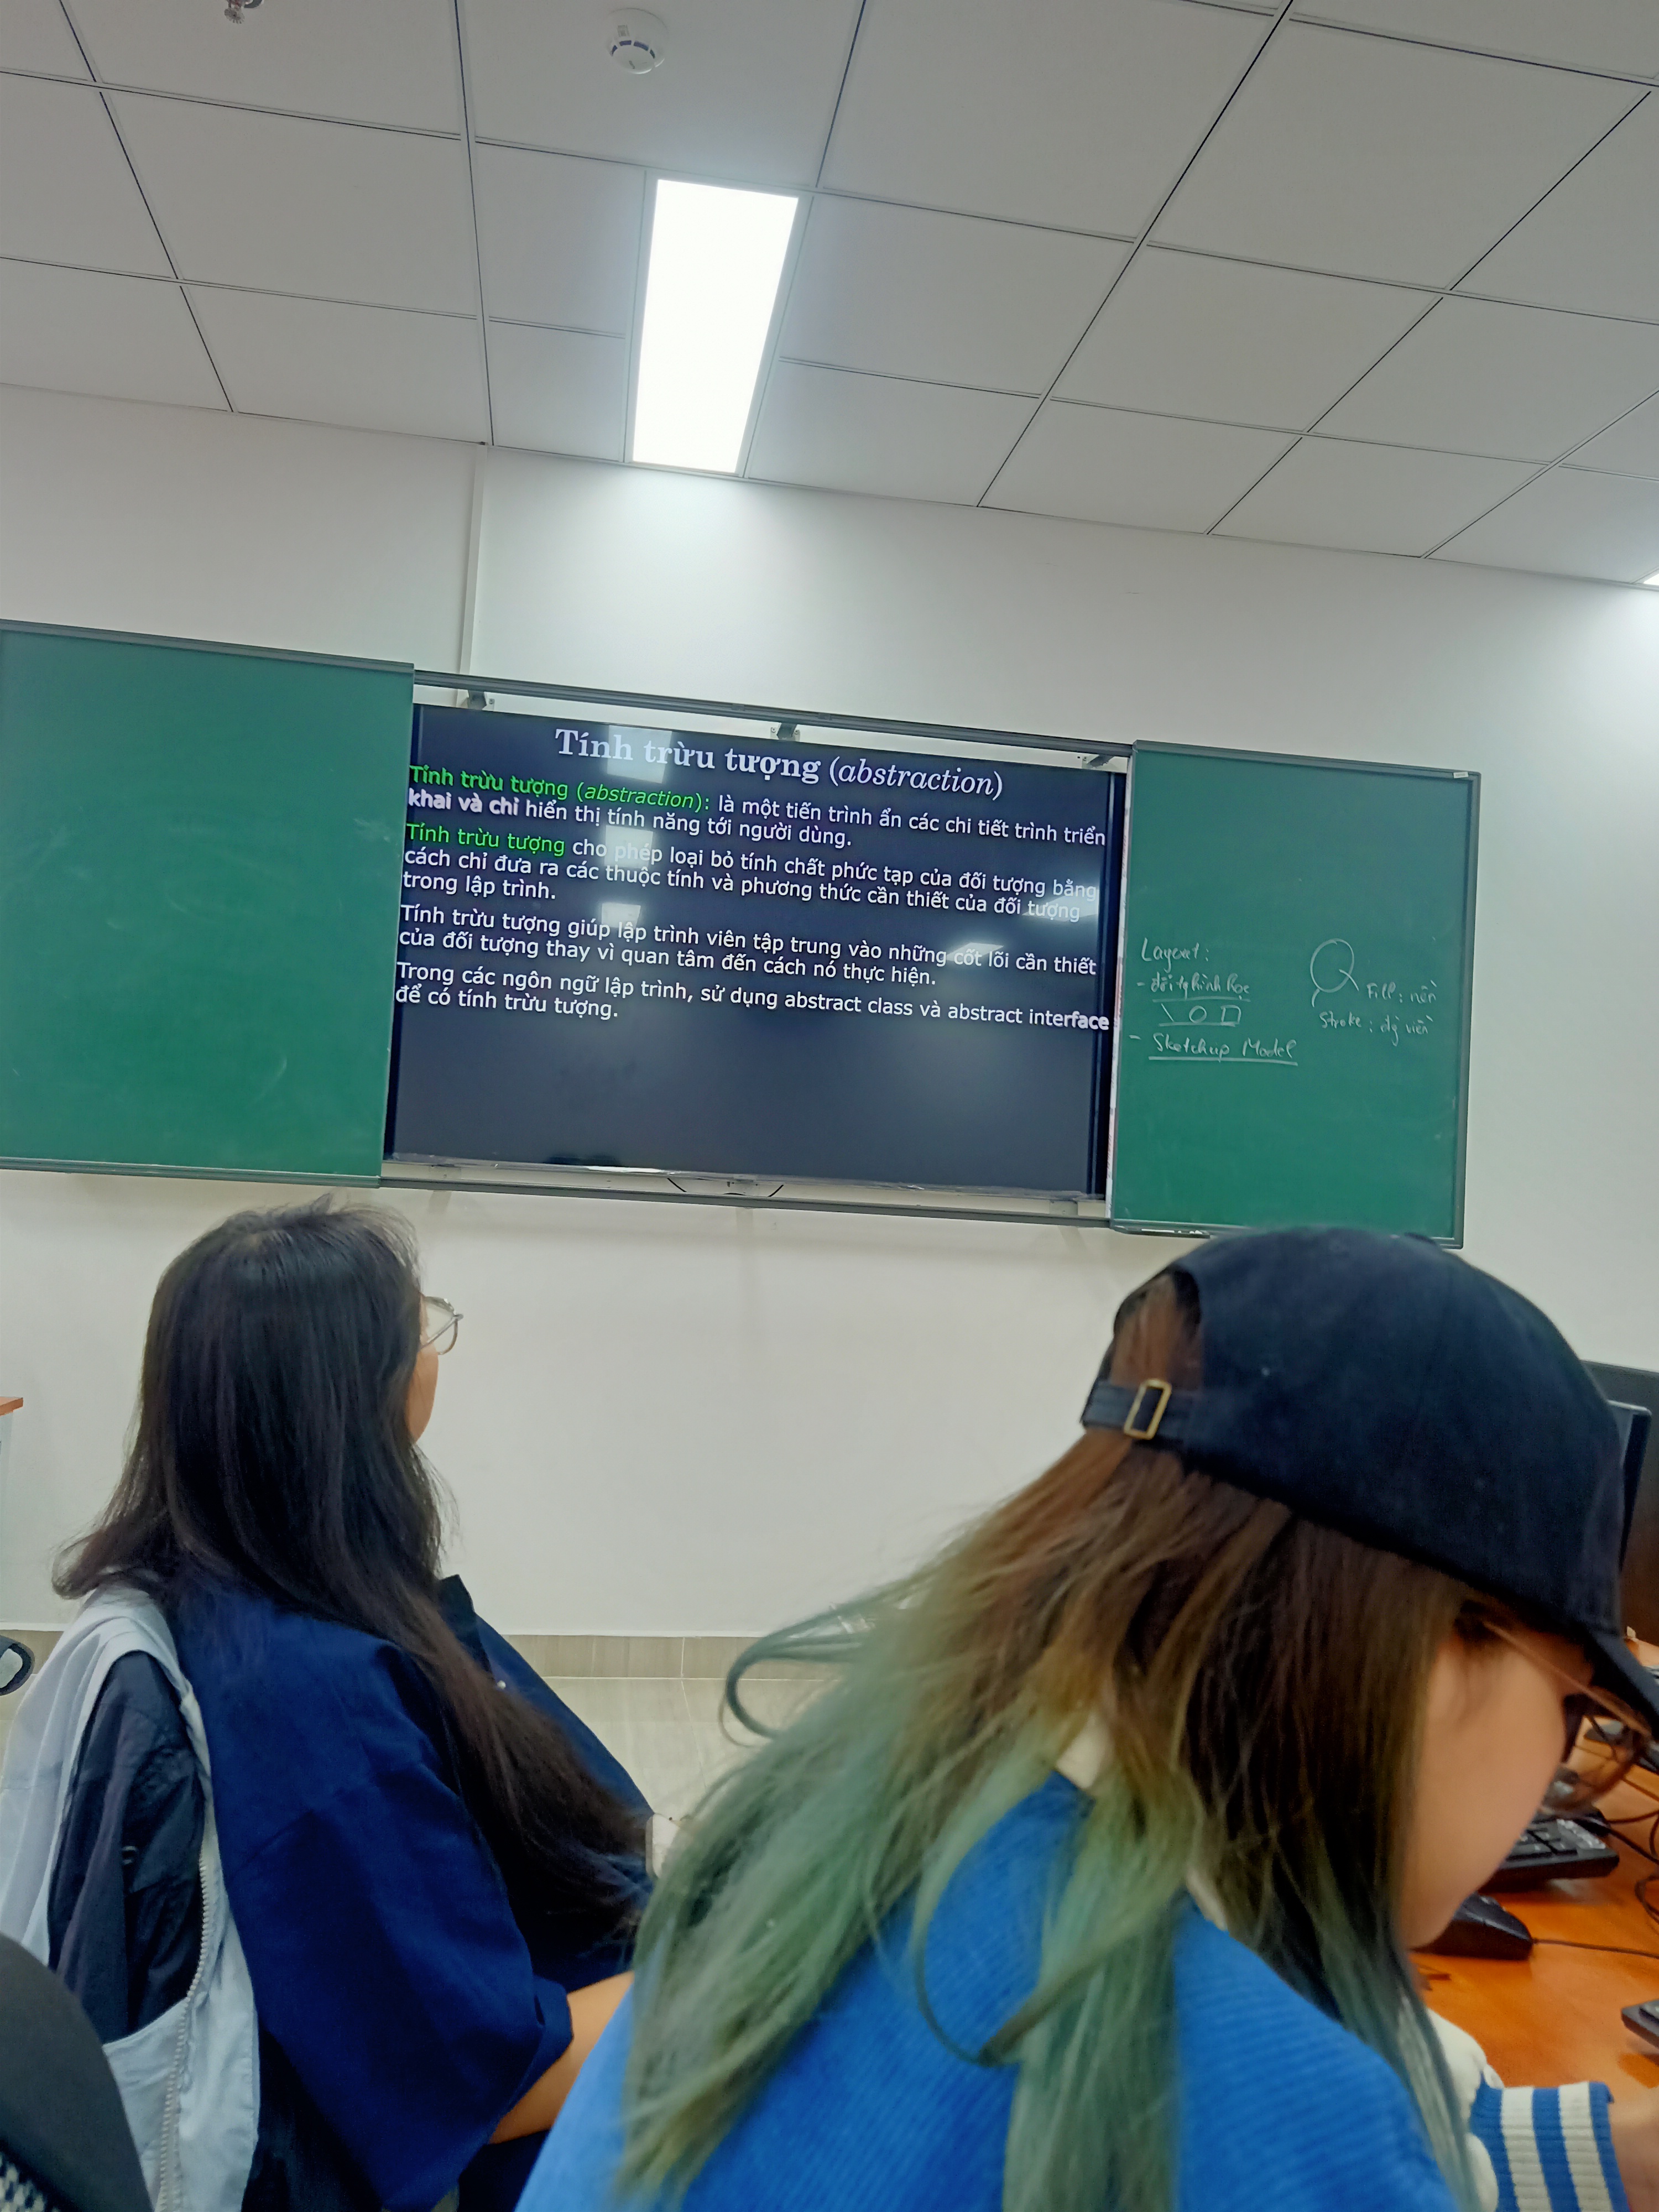 Tính trừu tượng (abstraction)
Tính trừu tượng (abstraction): là một tiến trình ẩn các chi tiết trình triển
khai và chỉ hiển thị tính năng tới người dùng.
Tính trừu tượng cho phép loại bỏ tính chất phức tạp của đối tượng bằng
cách chỉ đưa ra các thuộc tính và phương thức cần thiết của đối tượng
trong lập trình.
Tính trừu tượng giúp lập trình viên tập trung vào những cốt lõi cần thiết
của đối tượng thay vì quan tâm đến cách nó thực hiện.
Trong các ngôn ngữ lập trình, sử dụng abstract class và abstract interface
để có tính trừu tượng.
Layout:
- đối tg hình học
- Sketchup Model
Fill: nền
Stroke: đg viền